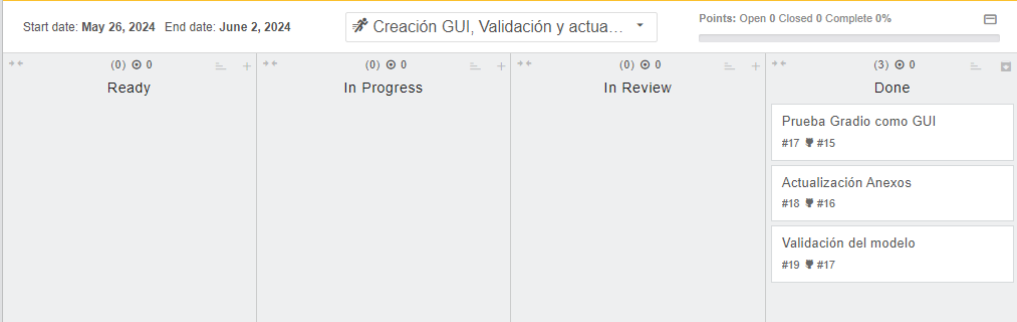 Start date: May 26, 2024 End date: June 2, 2024
Creación GUI, Validación y actua...
Points: Open 0 Closed 0 Complete 0%
(0) 0
Ready
(0) 0
In Progress
(0) 0
In Review
(3) 0
Done
Prueba Gradio como GUI
#17 #15
Actualización Anexos
#18 #16
Validación del modelo
#19 #17